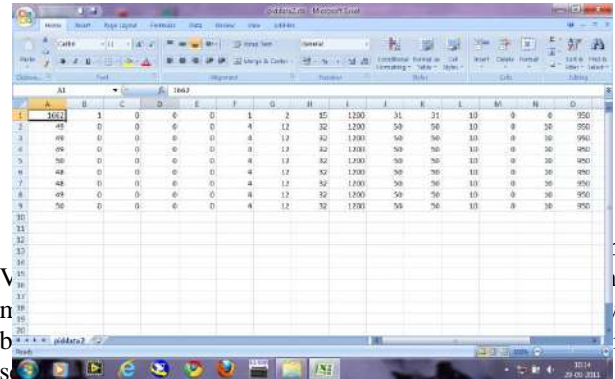 piddata2.xls - Microsoft Excel
Home Insert Page Layout Formulas Data Review View
Calibri 11 Wrap Text General
Merge & Center Conditional Formatting Format as Table Cell Styles Insert Delete Format Sort & Filter Find & Select
Font Alignment Number Styles Cells Editing
A1 1662
A B C D E F G H I J K L M N O
1 1662 1 0 0 0 1 2 15 1200 31 21 10 0 0 950
2 49 0 0 0 0 4 12 32 1200 50 50 10 0 10 950
3 49 0 0 0 0 4 12 32 1200 50 50 10 0 10 950
4 49 0 0 0 0 4 12 32 1200 50 50 10 0 10 950
5 50 0 0 0 0 4 12 32 1200 50 50 10 0 10 950
6 48 0 0 0 0 4 12 32 1200 50 50 10 0 10 950
7 48 0 0 0 0 4 12 32 1200 50 50 10 0 10 950
8 49 0 0 0 0 4 12 32 1200 50 50 10 0 10 950
9 50 0 0 0 0 4 12 32 1200 50 50 10 0 10 950
10
11
12
13
14
15
16
17
18
19
20
V
m
b
piddata2
Ready 100%
10:14
29-05-2011